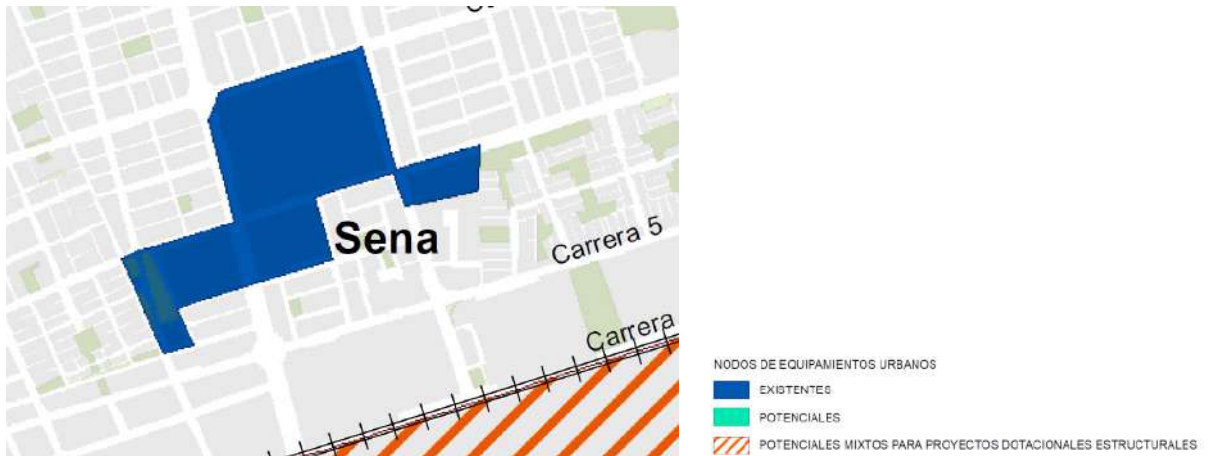 Sena
Carrera 5
Carrera
NODOS DE EQUIPAMIENTOS URBANOS
EXISTENTES
POTENCIALES
POTENCIALES MIXTOS PARA PROYECTOS DOTACIONALES ESTRUCTURALES